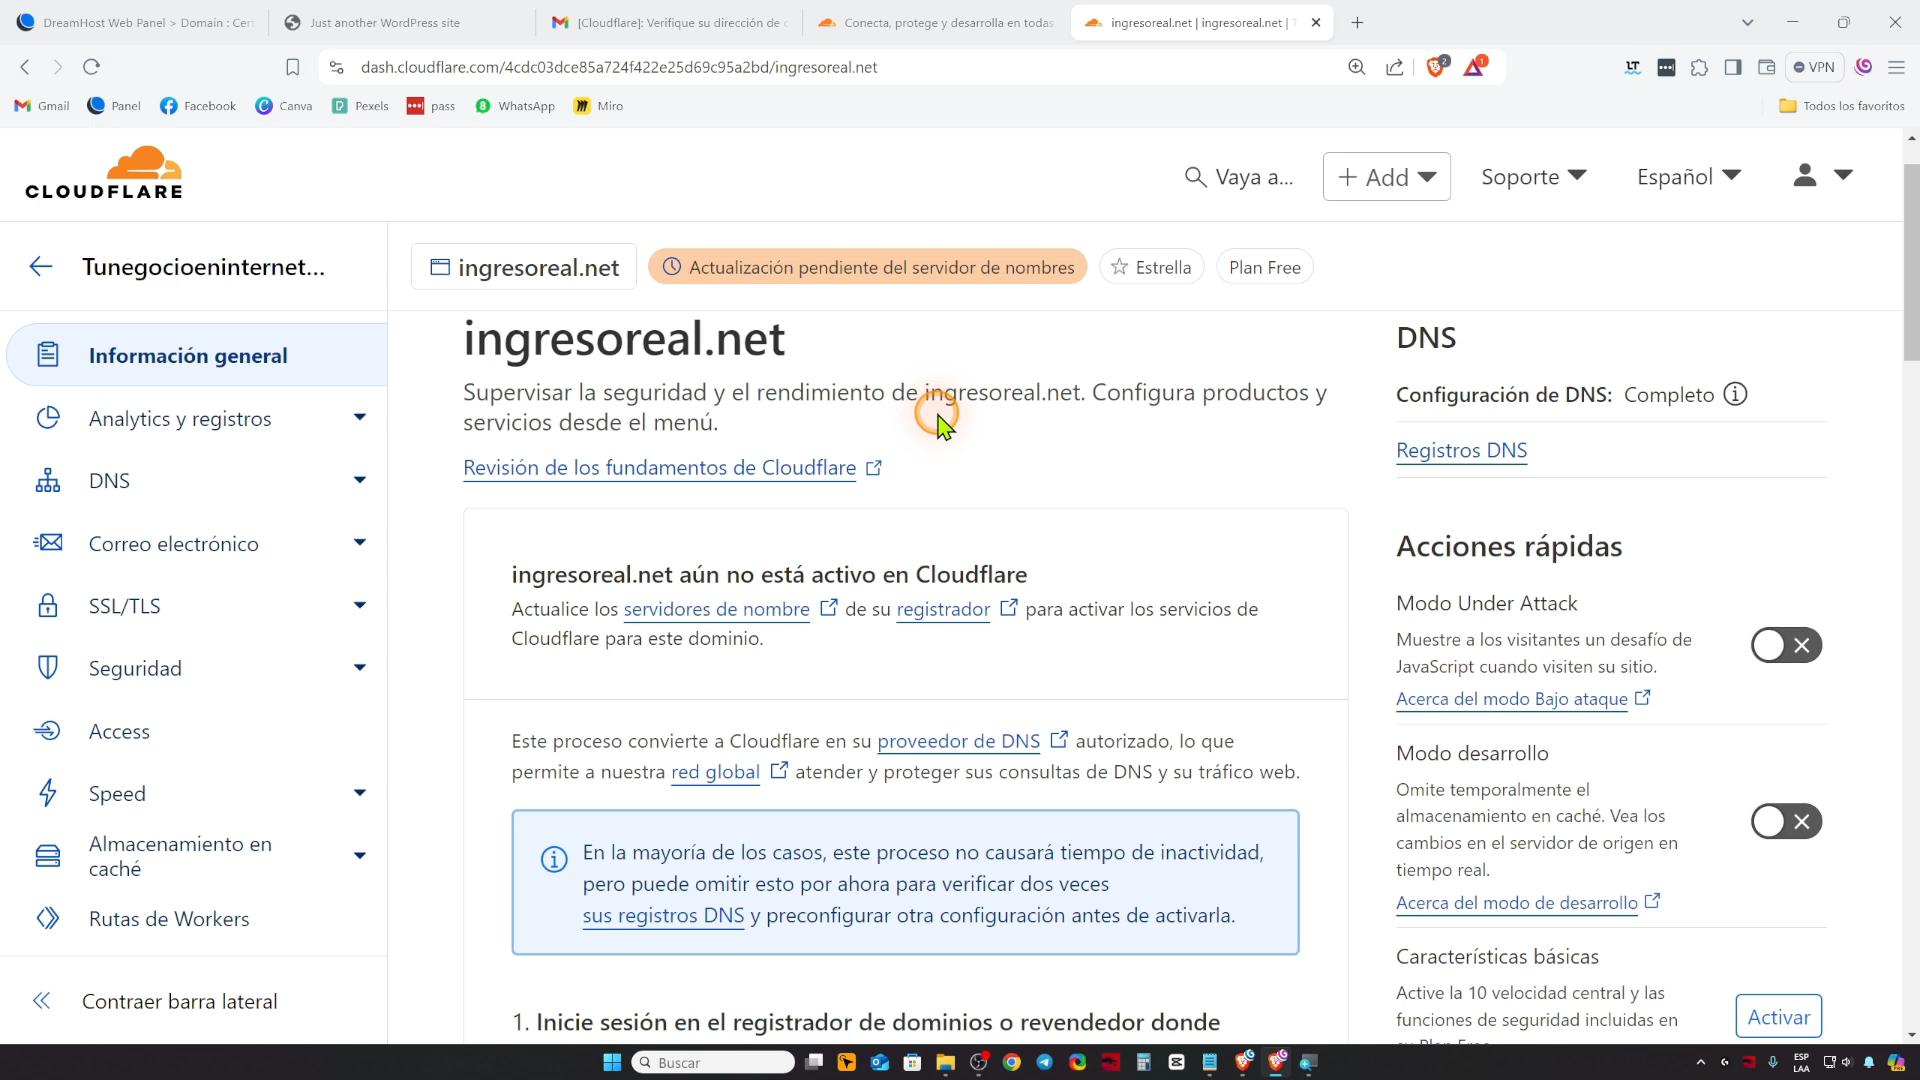 DreamHost Web Panel > Domain : Cert
Just another WordPress site
[Cloudflare]: Verifique su dirección de c
Conecta, protege y desarrolla en todas
ingresoreal.net | ingresoreal.net | T
dash.cloudflare.com/4cdc03dce85a724f422e25d69c95a2bd/ingresoreal.net
2
1
LT
VPN
Gmail
Panel
Facebook
Canva
Pexels
pass
WhatsApp
Miro
Todos los favoritos
CLOUDFLARE
Vaya a...
+ Add
Soporte
Español
Tunegocioeninternet...
ingresoreal.net
Actualización pendiente del servidor de nombres
Estrella
Plan Free
Información general
Analytics y registros
DNS
Correo electrónico
SSL/TLS
Seguridad
Access
Speed
Almacenamiento en
caché
Rutas de Workers
Contraer barra lateral
ingresoreal.net
Supervisar la seguridad y el rendimiento de ingresoreal.net. Configura productos y
servicios desde el menú.
Revisión de los fundamentos de Cloudflare
ingresoreal.net aún no está activo en Cloudflare
Actualice los servidores de nombre de su registrador para activar los servicios de
Cloudflare para este dominio.
Este proceso convierte a Cloudflare en su proveedor de DNS autorizado, lo que
permite a nuestra red global atender y proteger sus consultas de DNS y su tráfico web.
En la mayoría de los casos, este proceso no causará tiempo de inactividad,
pero puede omitir esto por ahora para verificar dos veces
sus registros DNS y preconfigurar otra configuración antes de activarla.
1. Inicie sesión en el registrador de dominios o revendedor donde
DNS
Configuración de DNS: Completo
Registros DNS
Acciones rápidas
Modo Under Attack
Muestre a los visitantes un desafío de
JavaScript cuando visiten su sitio.
Acerca del modo Bajo ataque
Modo desarrollo
Omite temporalmente el
almacenamiento en caché. Vea los
cambios en el servidor de origen en
tiempo real.
Acerca del modo de desarrollo
Características básicas
Active la 10 velocidad central y las
funciones de seguridad incluidas en
su Plan Free
Activar
Buscar
ESP
LAA